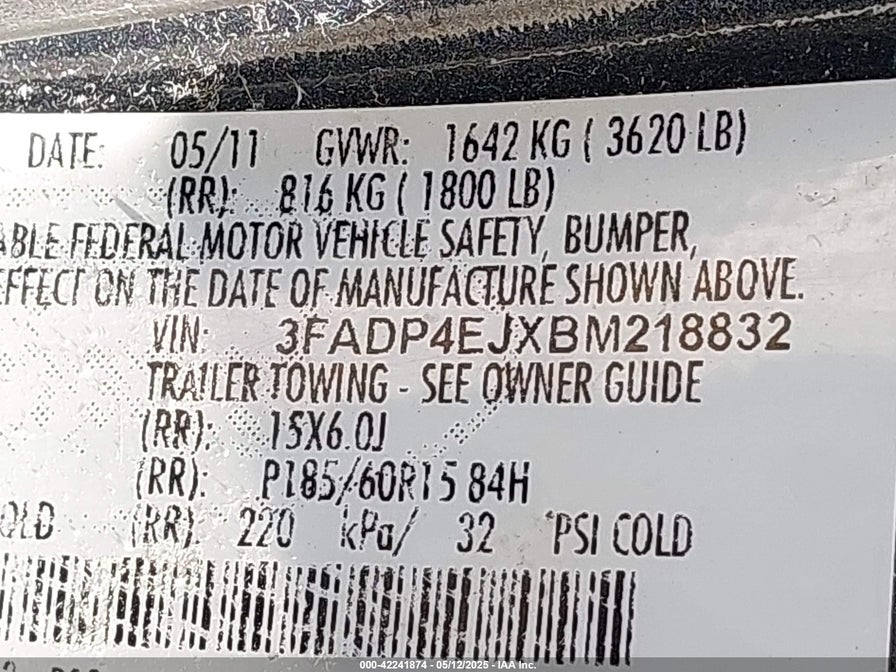 DATE: 05/11 GVWR: 1642 KG ( 3620 LB)
(RR): 816 KG ( 1800 LB)
ABLE FEDERAL MOTOR VEHICLE SAFETY, BUMPER,
EFFECT ON THE DATE OF MANUFACTURE SHOWN ABOVE.
VIN: 3FADP4EJXBM218832
TRAILER TOWING - SEE OWNER GUIDE
(RR): 15X6.0J
(RR): P185/60R15 84H
OLD (RR) 220 kPa/ 32 PSI COLD
000-42241874 - 05/12/2025 - IAA Inc.